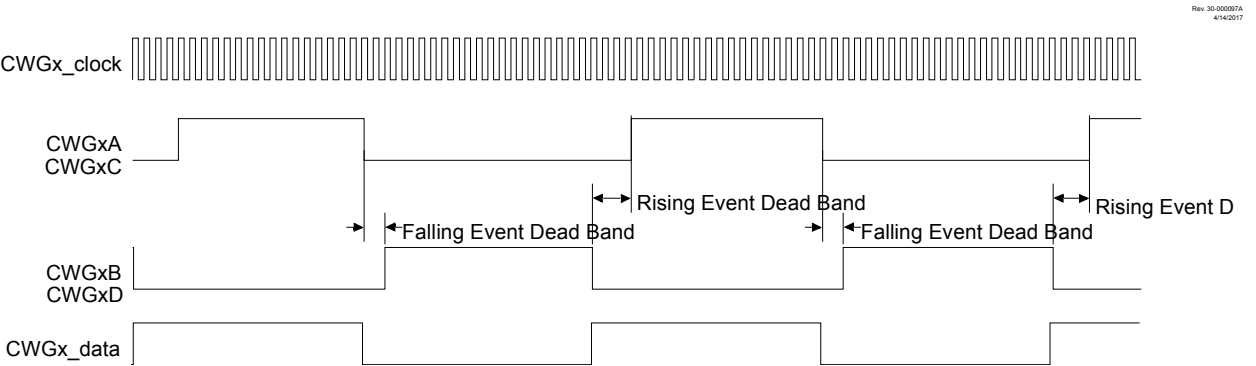 Rev. 30-000097A
4/14/2017
CWGx_clock
CWGxA
CWGxC
Rising Event Dead Band
Rising Event D
Falling Event Dead Band
Falling Event Dead Band
CWGxB
CWGxD
CWGx_data